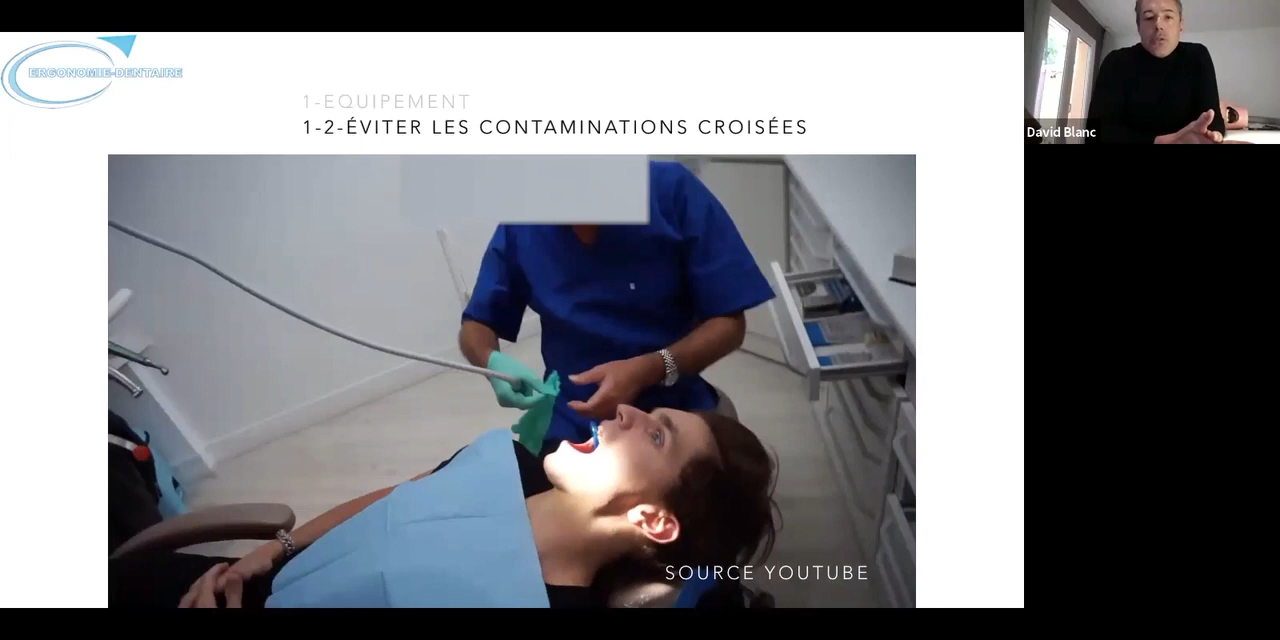 ERGONOMIE-DENTAIRE
1-EQUIPEMENT
1-2-ÉVITER LES CONTAMINATIONS CROISÉES
David Blanc
SOURCE YOUTUBE